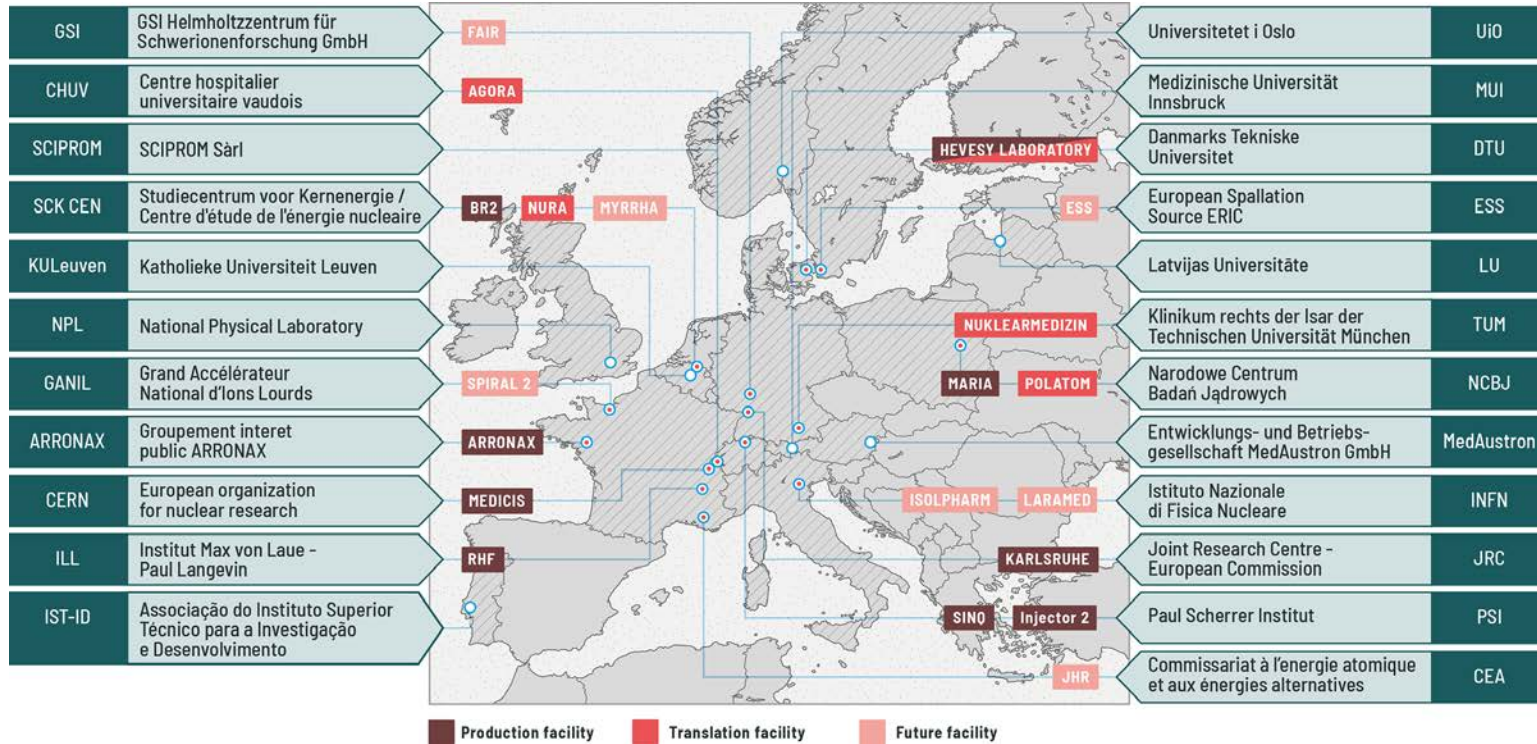 GSI
GSI Helmholtzzentrum für
Schwerionenforschung GmbH
FAIR
CHUV
Centre hospitalier
universitaire vaudois
AGORA
SCIPROM
SCIPROM Sàrl
SCK CEN
Studiecentrum voor Kernenergie /
Centre d'étude de l'énergie nucleaire
BR2
NURA
MYRRHA
KULeuven
Katholieke Universiteit Leuven
NPL
National Physical Laboratory
GANIL
Grand Accélérateur
National d'Ions Lourds
SPIRAL 2
ARRONAX
Groupement interet
public ARRONAX
ARRONAX
CERN
European organization
for nuclear research
MEDICIS
ILL
Institut Max von Laue -
Paul Langevin
RHF
IST-ID
Associação do Instituto Superior
Técnico para a Investigação
e Desenvolvimento
Universitetet i Oslo
UiO
Medizinische Universität
Innsbruck
MUI
HEVESY LABORATORY
Danmarks Tekniske
Universitet
DTU
ESS
European Spallation
Source ERIC
ESS
Latvijas Universitāte
LU
NUKLEARMEDIZIN
Klinikum rechts der Isar der
Technischen Universität München
TUM
MARIA
POLATOM
Narodowe Centrum
Badań Jądrowych
NCBJ
Entwicklungs- und Betriebs-
gesellschaft MedAustron GmbH
MedAustron
ISOLPHARM
LARAMED
Istituto Nazionale
di Fisica Nucleare
INFN
KARLSRUHE
Joint Research Centre -
European Commission
JRC
SINQ
Injector 2
Paul Scherrer Institut
PSI
JHR
Commissariat à l'energie atomique
et aux énergies alternatives
CEA
Production facility
Translation facility
Future facility